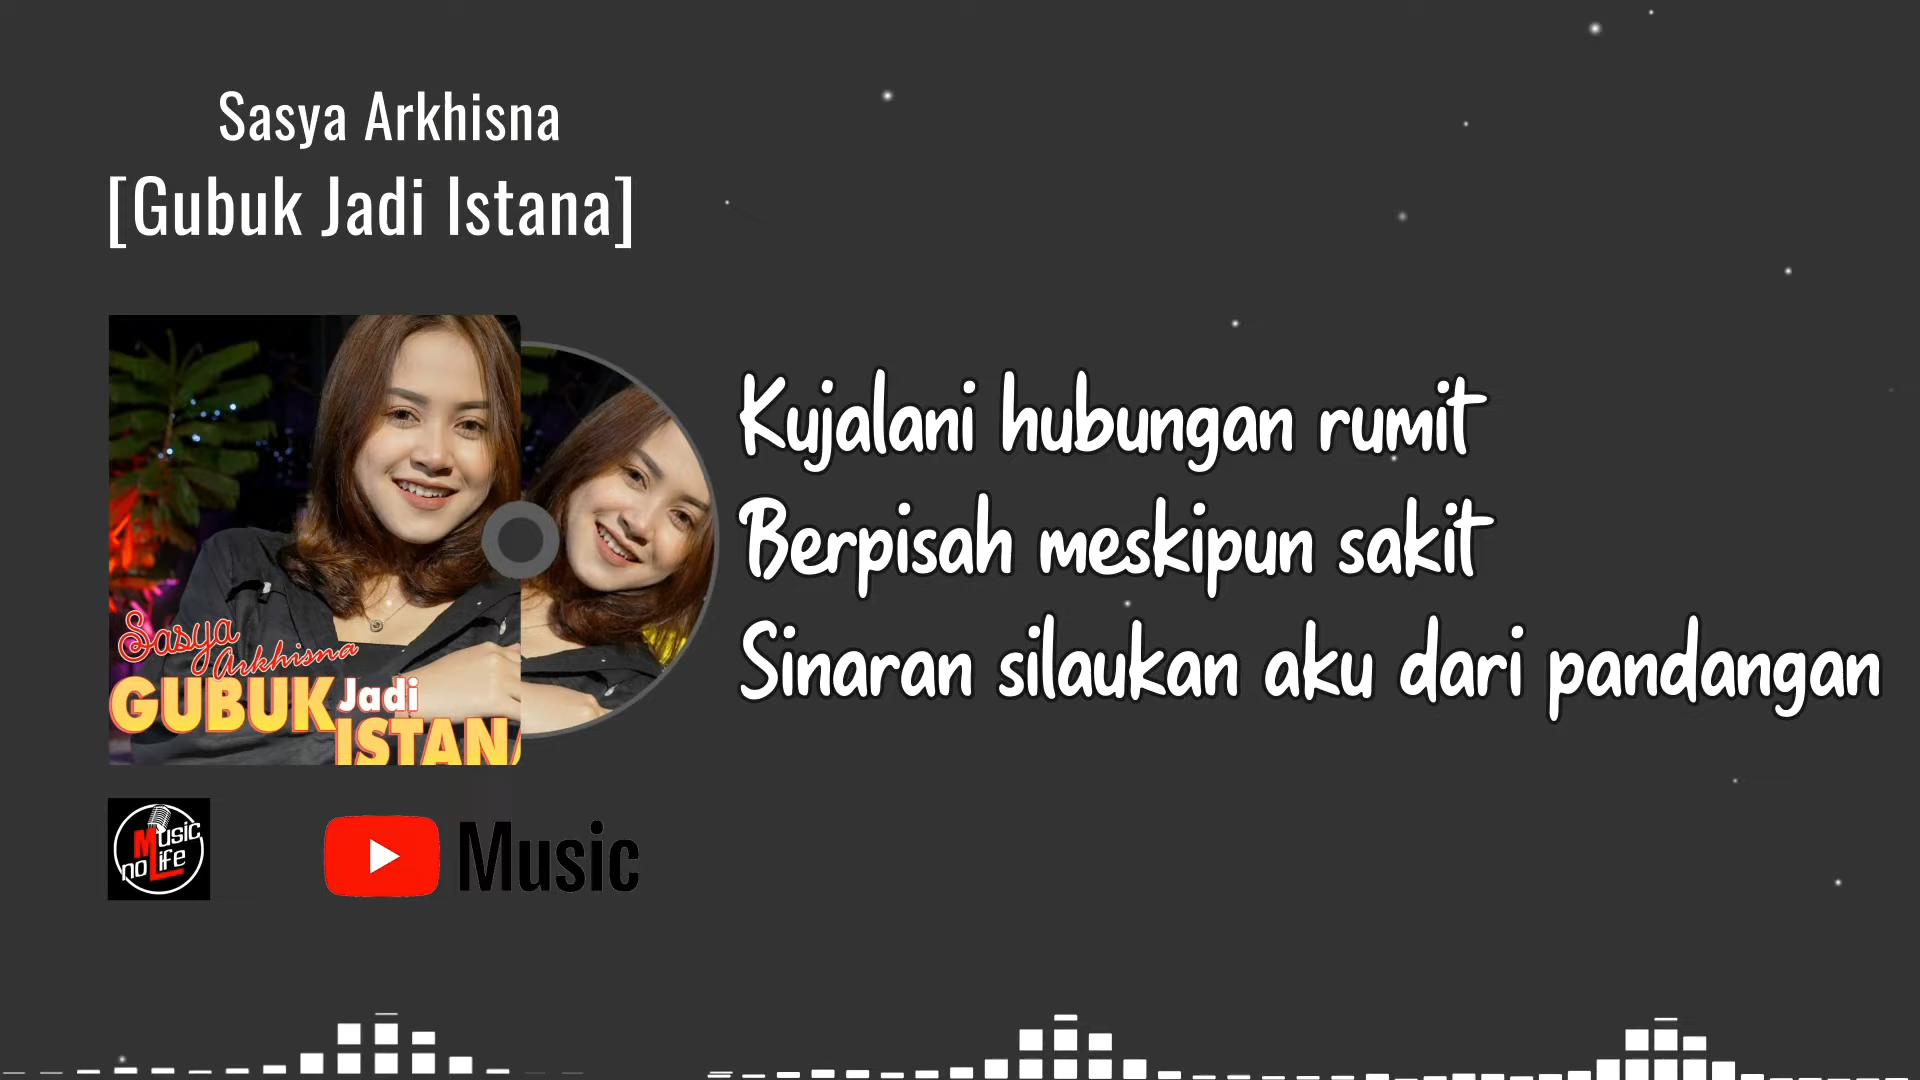 Sasya Arkhisna
[Gubuk Jadi Istana]
Sasya
Arkhisna
GUBUK Jadi
ISTANA
Kujalani hubungan rumit
Berpisah meskipun sakit
Sinaran silaukan aku dari pandangan
Music
no Life
Music